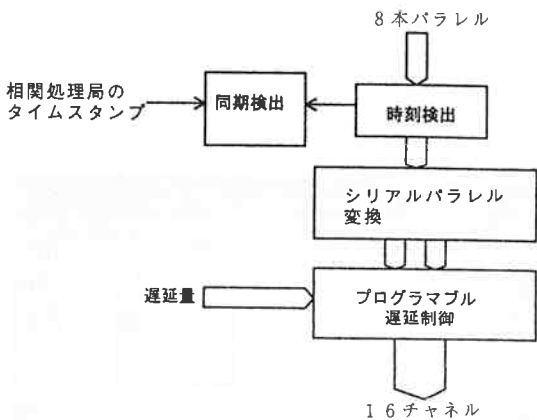 8本パラレル
相関処理局の
タイムスタンプ
同期検出
時刻検出
シリアルパラレル
変換
遅延量
プログラマブル
遅延制御
16チャネル